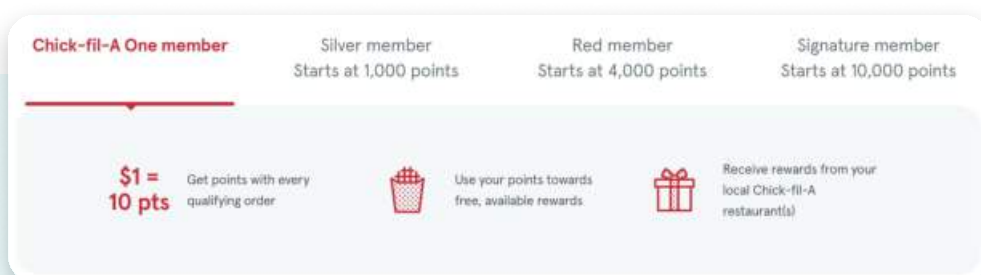 Chick-fil-A One member
Silver member
Starts at 1,000 points
Red member
Starts at 4,000 points
Signature member
Starts at 10,000 points
$1 =
10 pts
Get points with every
qualifying order
Use your points towards
free, available rewards
Receive rewards from your
local Chick-fil-A
restaurant(s)